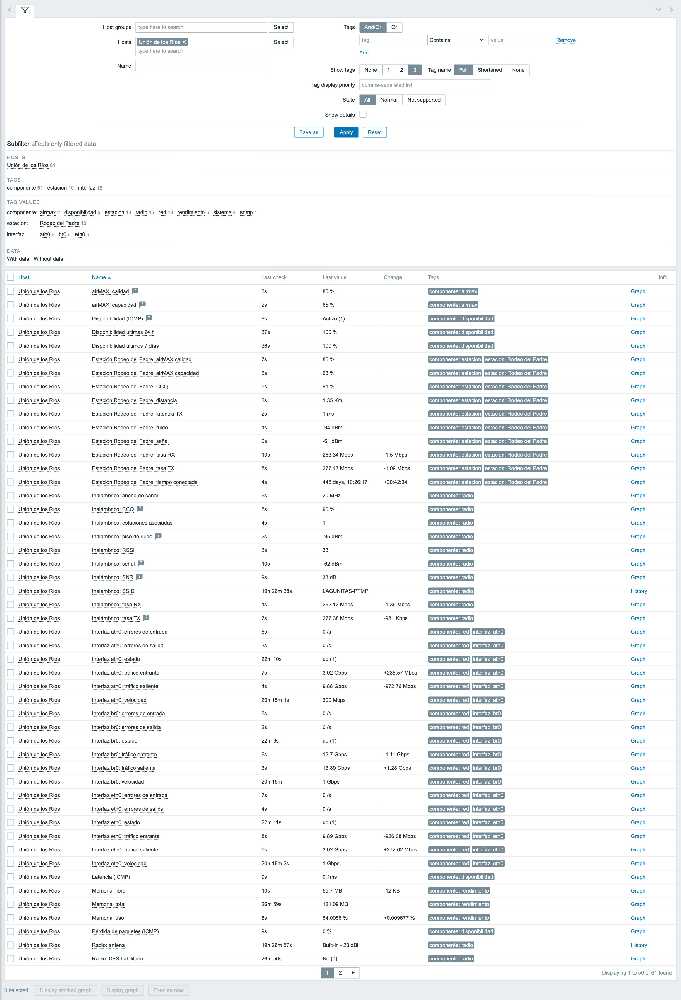 Host groups type here to search Select
Hosts Unión de los Ríos Select
type here to search
Name
Tags And/Or Or
tag Contains value Remove
Add
Show tags None 1 2 3 Tag name Full Shortened None
Tag display priority comma-separated list
State All Normal Not supported
Show details
Save as Apply Reset
Subfilter affects only filtered data
HOSTS
Unión de los Ríos 61
TAGS
componente 61 estacion 10 interfaz 18
TAG VALUES
componente: airmax 2 disponibilidad 5 estacion 10 radio 16 red 18 rendimiento 5 sistema 4 snmp 1
estacion: Rodeo del Padre 10
interfaz: ath0 6 br0 6 eth0 6
DATA
With data Without data
Host Name Last check Last value Change Tags Info
Unión de los Ríos airMAX: calidad ? 3s 85 % componente: airmax Graph
Unión de los Ríos airMAX: capacidad ? 2s 65 % componente: airmax Graph
Unión de los Ríos Disponibilidad (ICMP) ? 9s Activo (1) componente: disponibilidad Graph
Unión de los Ríos Disponibilidad últimas 24 h 37s 100 % componente: disponibilidad Graph
Unión de los Ríos Disponibilidad últimos 7 días 36s 100 % componente: disponibilidad Graph
Unión de los Ríos Estación Rodeo del Padre: airMAX calidad 7s 86 % componente: estacion estacion: Rodeo del Padre Graph
Unión de los Ríos Estación Rodeo del Padre: airMAX capacidad 6s 63 % componente: estacion estacion: Rodeo del Padre Graph
Unión de los Ríos Estación Rodeo del Padre: CCQ 5s 91 % componente: estacion estacion: Rodeo del Padre Graph
Unión de los Ríos Estación Rodeo del Padre: distancia 3s 1.35 Km componente: estacion estacion: Rodeo del Padre Graph
Unión de los Ríos Estación Rodeo del Padre: latencia TX 2s 1 ms componente: estacion estacion: Rodeo del Padre Graph
Unión de los Ríos Estación Rodeo del Padre: ruido 1s -94 dBm componente: estacion estacion: Rodeo del Padre Graph
Unión de los Ríos Estación Rodeo del Padre: señal 9s -61 dBm componente: estacion estacion: Rodeo del Padre Graph
Unión de los Ríos Estación Rodeo del Padre: tasa RX 10s 263.34 Mbps -1.5 Mbps componente: estacion estacion: Rodeo del Padre Graph
Unión de los Ríos Estación Rodeo del Padre: tasa TX 8s 277.47 Mbps -1.09 Mbps componente: estacion estacion: Rodeo del Padre Graph
Unión de los Ríos Estación Rodeo del Padre: tiempo conectada 4s 445 days, 10:26:17 +20:42:34 componente: estacion estacion: Rodeo del Padre Graph
Unión de los Ríos Inalámbrico: ancho de canal 6s 20 MHz componente: radio Graph
Unión de los Ríos Inalámbrico: CCQ ? 5s 90 % componente: radio Graph
Unión de los Ríos Inalámbrico: estaciones asociadas 4s 1 componente: radio Graph
Unión de los Ríos Inalámbrico: piso de ruido ? 2s -95 dBm componente: radio Graph
Unión de los Ríos Inalámbrico: RSSI 3s 33 componente: radio Graph
Unión de los Ríos Inalámbrico: señal ? 10s -62 dBm componente: radio Graph
Unión de los Ríos Inalámbrico: SNR ? 9s 33 dB componente: radio Graph
Unión de los Ríos Inalámbrico: SSID 19h 26m 38s LAGUNITAS-PTMP componente: radio History
Unión de los Ríos Inalámbrico: tasa RX 1s 262.12 Mbps -1.36 Mbps componente: radio Graph
Unión de los Ríos Inalámbrico: tasa TX ? 7s 277.38 Mbps -981 Kbps componente: radio Graph
Unión de los Ríos Interfaz ath0: errores de entrada 6s 0 /s componente: red interfaz: ath0 Graph
Unión de los Ríos Interfaz ath0: errores de salida 3s 0 /s componente: red interfaz: ath0 Graph
Unión de los Ríos Interfaz ath0: estado 22m 10s up (1) componente: red interfaz: ath0 Graph
Unión de los Ríos Interfaz ath0: tráfico entrante 7s 3.02 Gbps +285.57 Mbps componente: red interfaz: ath0 Graph
Unión de los Ríos Interfaz ath0: tráfico saliente 4s 9.88 Gbps -972.76 Mbps componente: red interfaz: ath0 Graph
Unión de los Ríos Interfaz ath0: velocidad 20h 15m 1s 300 Mbps componente: red interfaz: ath0 Graph
Unión de los Ríos Interfaz br0: errores de entrada 5s 0 /s componente: red interfaz: br0 Graph
Unión de los Ríos Interfaz br0: errores de salida 2s 0 /s componente: red interfaz: br0 Graph
Unión de los Ríos Interfaz br0: estado 22m 9s up (1) componente: red interfaz: br0 Graph
Unión de los Ríos Interfaz br0: tráfico entrante 6s 12.7 Gbps -1.11 Gbps componente: red interfaz: br0 Graph
Unión de los Ríos Interfaz br0: tráfico saliente 3s 13.89 Gbps +1.28 Gbps componente: red interfaz: br0 Graph
Unión de los Ríos Interfaz br0: velocidad 20h 15m 1 Gbps componente: red interfaz: br0 Graph
Unión de los Ríos Interfaz eth0: errores de entrada 7s 0 /s componente: red interfaz: eth0 Graph
Unión de los Ríos Interfaz eth0: errores de salida 4s 0 /s componente: red interfaz: eth0 Graph
Unión de los Ríos Interfaz eth0: estado 22m 11s up (1) componente: red interfaz: eth0 Graph
Unión de los Ríos Interfaz eth0: tráfico entrante 8s 9.89 Gbps -926.08 Mbps componente: red interfaz: eth0 Graph
Unión de los Ríos Interfaz eth0: tráfico saliente 5s 3.02 Gbps +272.62 Mbps componente: red interfaz: eth0 Graph
Unión de los Ríos Interfaz eth0: velocidad 20h 15m 2s 1 Gbps componente: red interfaz: eth0 Graph
Unión de los Ríos Latencia (ICMP) 9s 0.1ms componente: disponibilidad Graph
Unión de los Ríos Memoria: libre 10s 55.7 MB -12 KB componente: rendimiento Graph
Unión de los Ríos Memoria: total 26m 59s 121.09 MB componente: rendimiento Graph
Unión de los Ríos Memoria: uso 8s 54.0056 % +0.009677 % componente: rendimiento Graph
Unión de los Ríos Pérdida de paquetes (ICMP) 9s 0 % componente: disponibilidad Graph
Unión de los Ríos Radio: antena 19h 26m 57s Built-in - 23 dBi componente: radio History
Unión de los Ríos Radio: DFS habilitado 26m 56s No (0) componente: radio Graph
1 2
Displaying 1 to 50 of 61 found
0 selected Display stacked graph Display graph Execute now